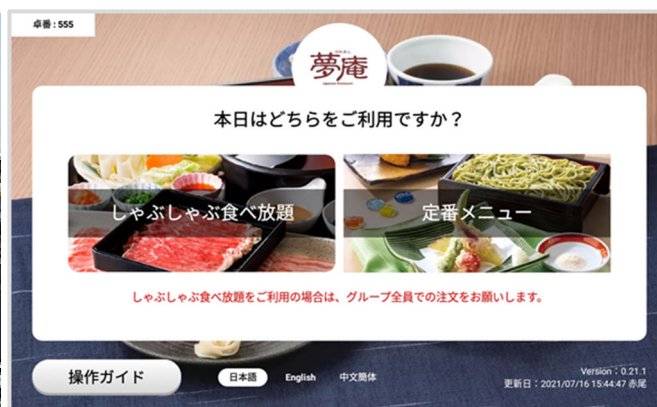 卓番 : 555
夢庵
本日はどちらをご利用ですか？
しゃぶしゃぶ食べ放題
定番メニュー
しゃぶしゃぶ食べ放題をご利用の場合は、グループ全員での注文をお願いします。
操作ガイド
日本語
English
中文簡体
Version : 0.21.1
更新日 : 2021/07/16 15:44:47 赤尾